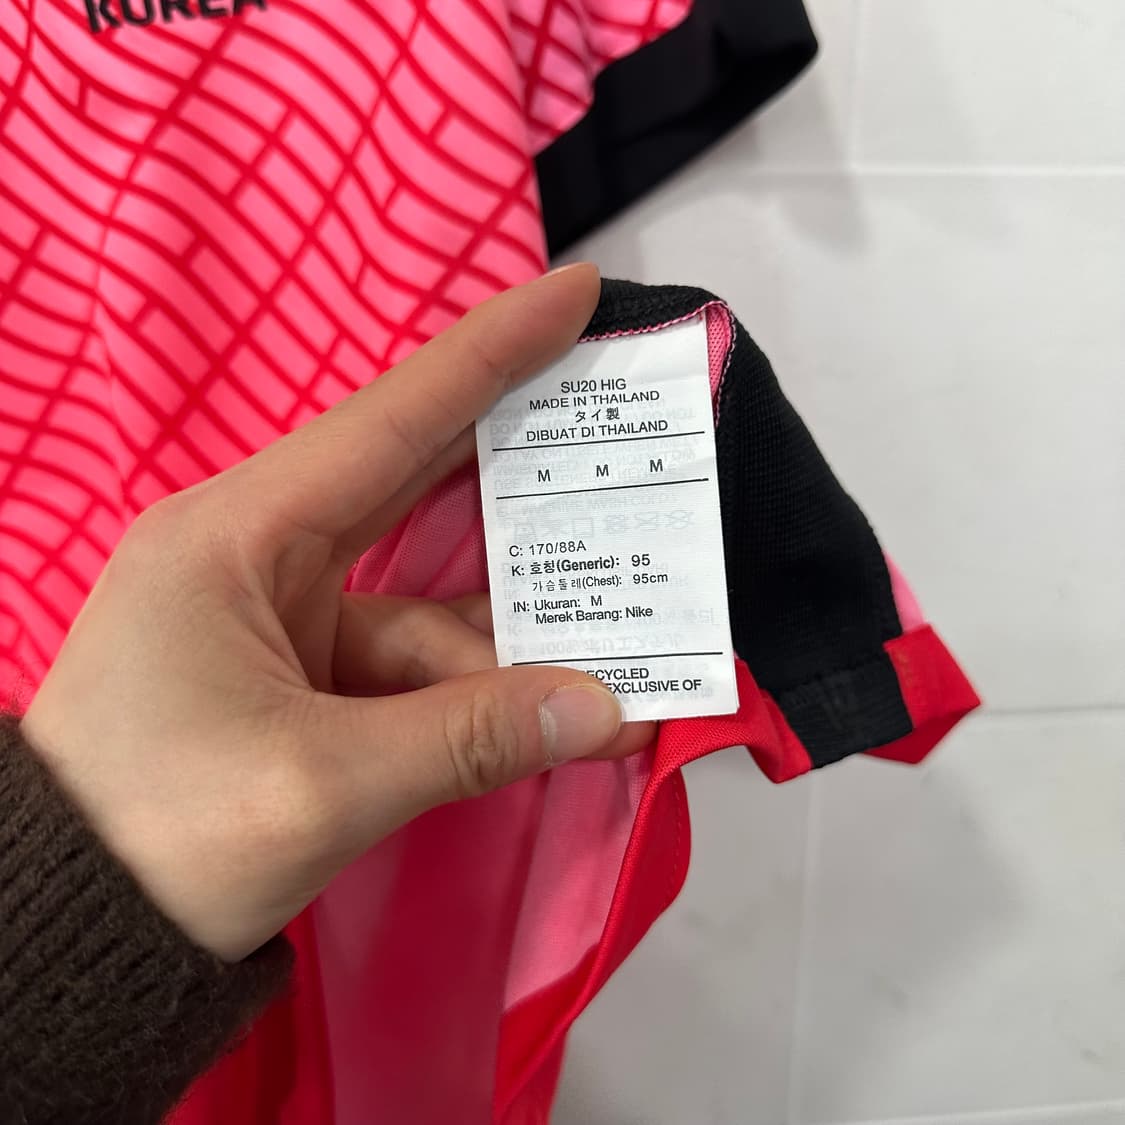 KOREA
SU20 HIG
MADE IN THAILAND
タイ製
DIBUAT DI THAILAND
M M M
C: 170/88A
K: 호칭(Generic): 95
가슴둘레(Chest): 95cm
IN: Ukuran: M
Merek Barang: Nike
ECYCLED
EXCLUSIVE OF